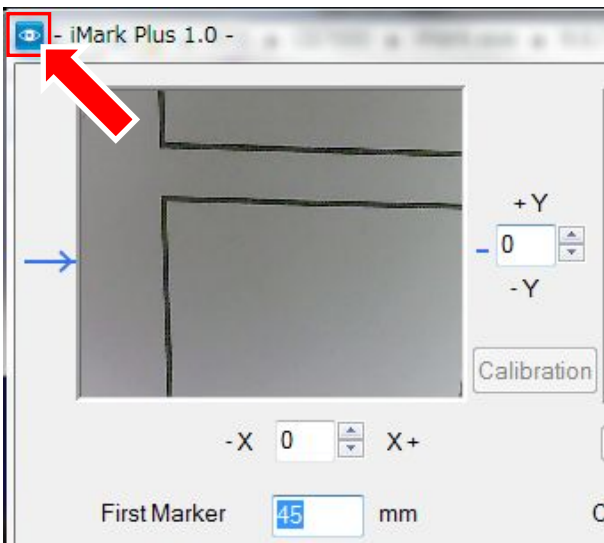 - iMark Plus 1.0 -
+ Y
- 0
- Y
Calibration
- X 0 X +
First Marker 45 mm